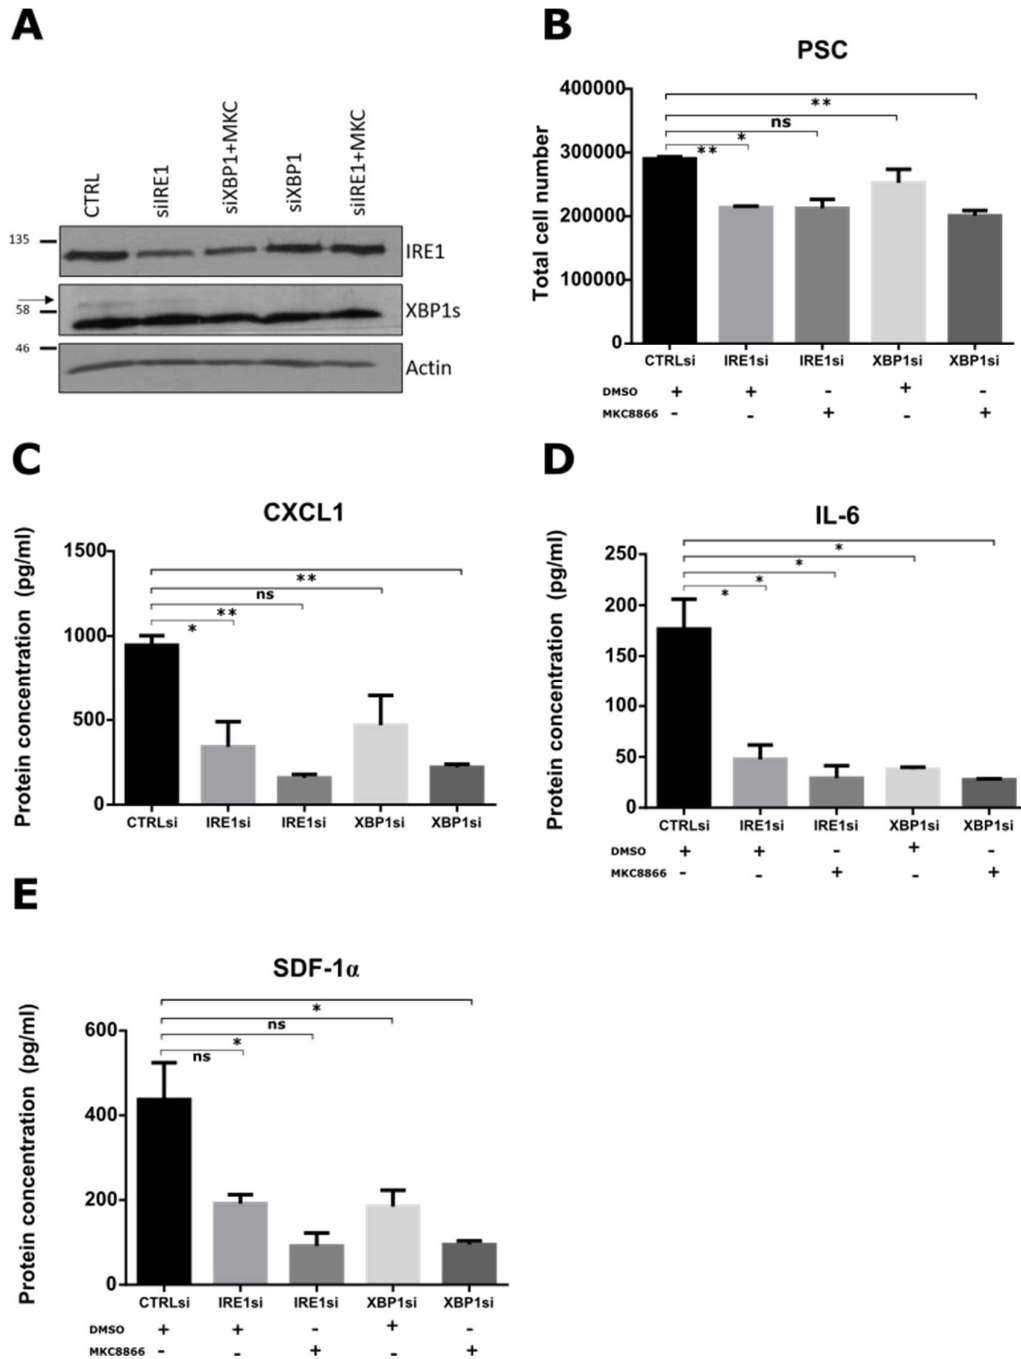 A
CTRL
siIRE1
siXBP1+MKC
siXBP1
siIRE1+MKC
135
IRE1
58
XBP1s
46
Actin
B
PSC
Total cell number
400000
300000
200000
100000
0
**
ns
*
**
CTRLsi IRE1si IRE1si XBP1si XBP1si
DMSO + + - + -
MKC8866 - - + - +
C
CXCL1
Protein concentration (pg/ml)
1500
1000
500
0
**
ns
**
*
CTRLsi IRE1si IRE1si XBP1si XBP1si
D
IL-6
Protein concentration (pg/ml)
250
200
150
100
50
0
*
*
*
*
CTRLsi IRE1si IRE1si XBP1si XBP1si
DMSO + + - + -
MKC8866 - - + - +
E
SDF-1α
Protein concentration (pg/ml)
600
400
200
0
*
ns
*
ns
CTRLsi IRE1si IRE1si XBP1si XBP1si
DMSO + + - + -
MKC8866 - - + - +